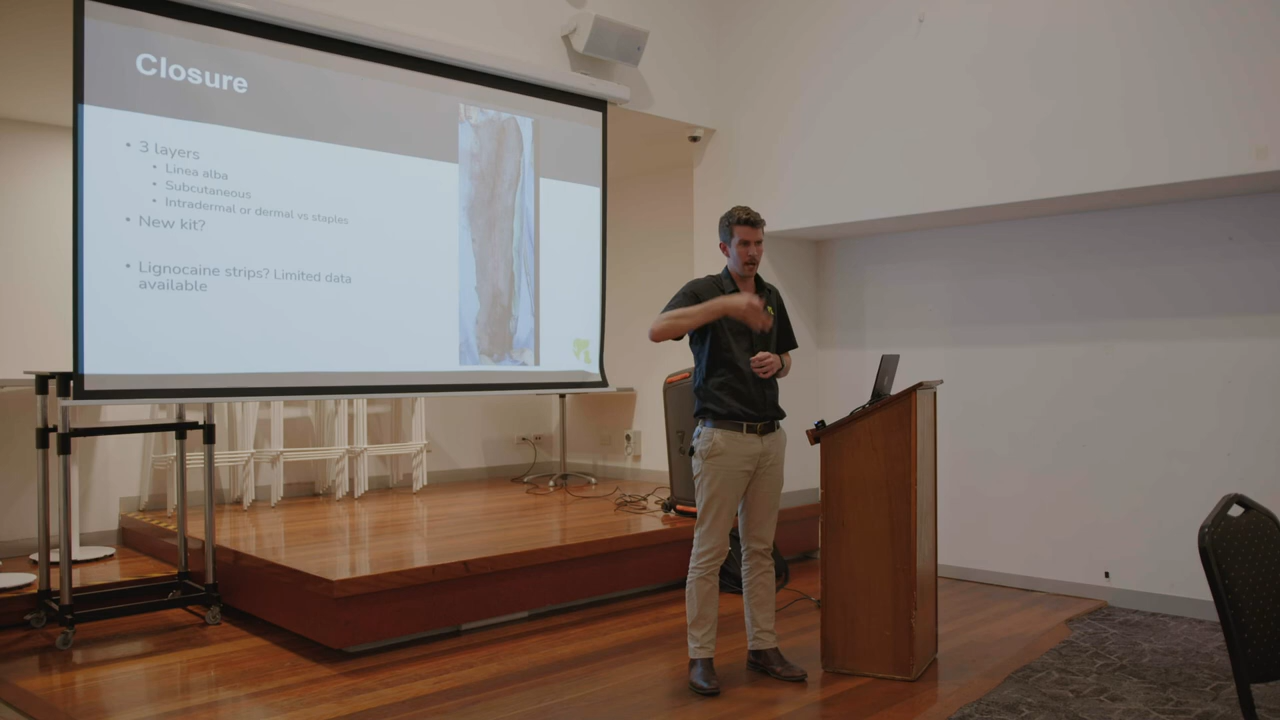 Closure
• 3 layers
• Linea alba
• Subcutaneous
• Intradermal or dermal vs staples
• New kit?
• Lignocaine strips? Limited data
available